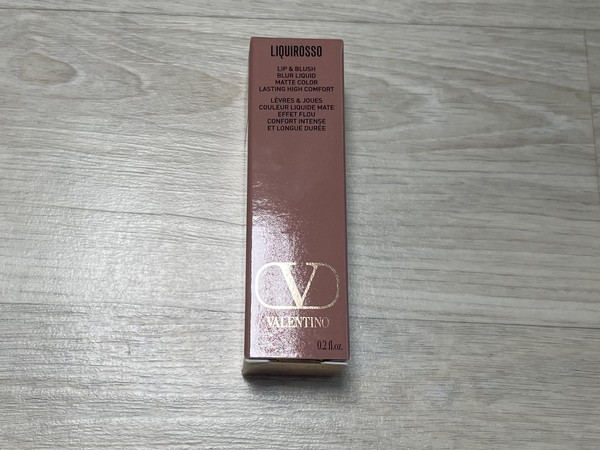 LIQUIROSSO
LIP & BLUSH
BLUR LIQUID
MATTE COLOR
LASTING HIGH COMFORT
LÈVRES & JOUES
COULEUR LIQUIDE MATE
EFFET FLOU
CONFORT INTENSE
ET LONGUE DURÉE
V
VALENTINO
0.2 fl.oz.